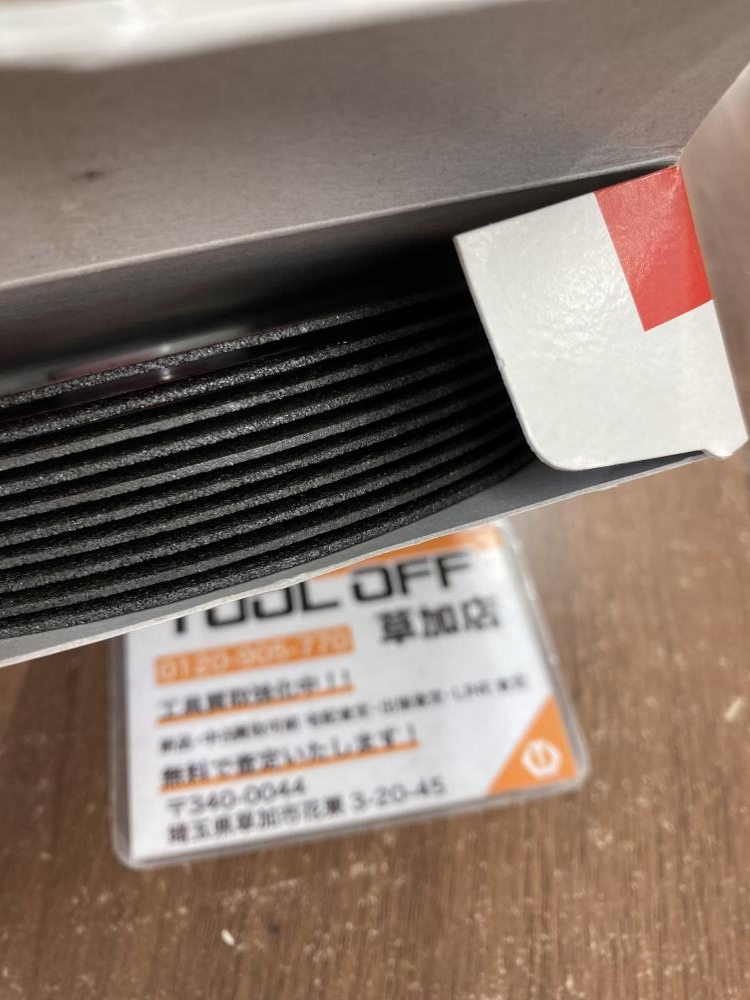 TOOL OFF
草加店
0120-905-770
工具買取強化中!!
無料で査定いたします!
〒340-0044
埼玉県草加市花栗 3-20-45